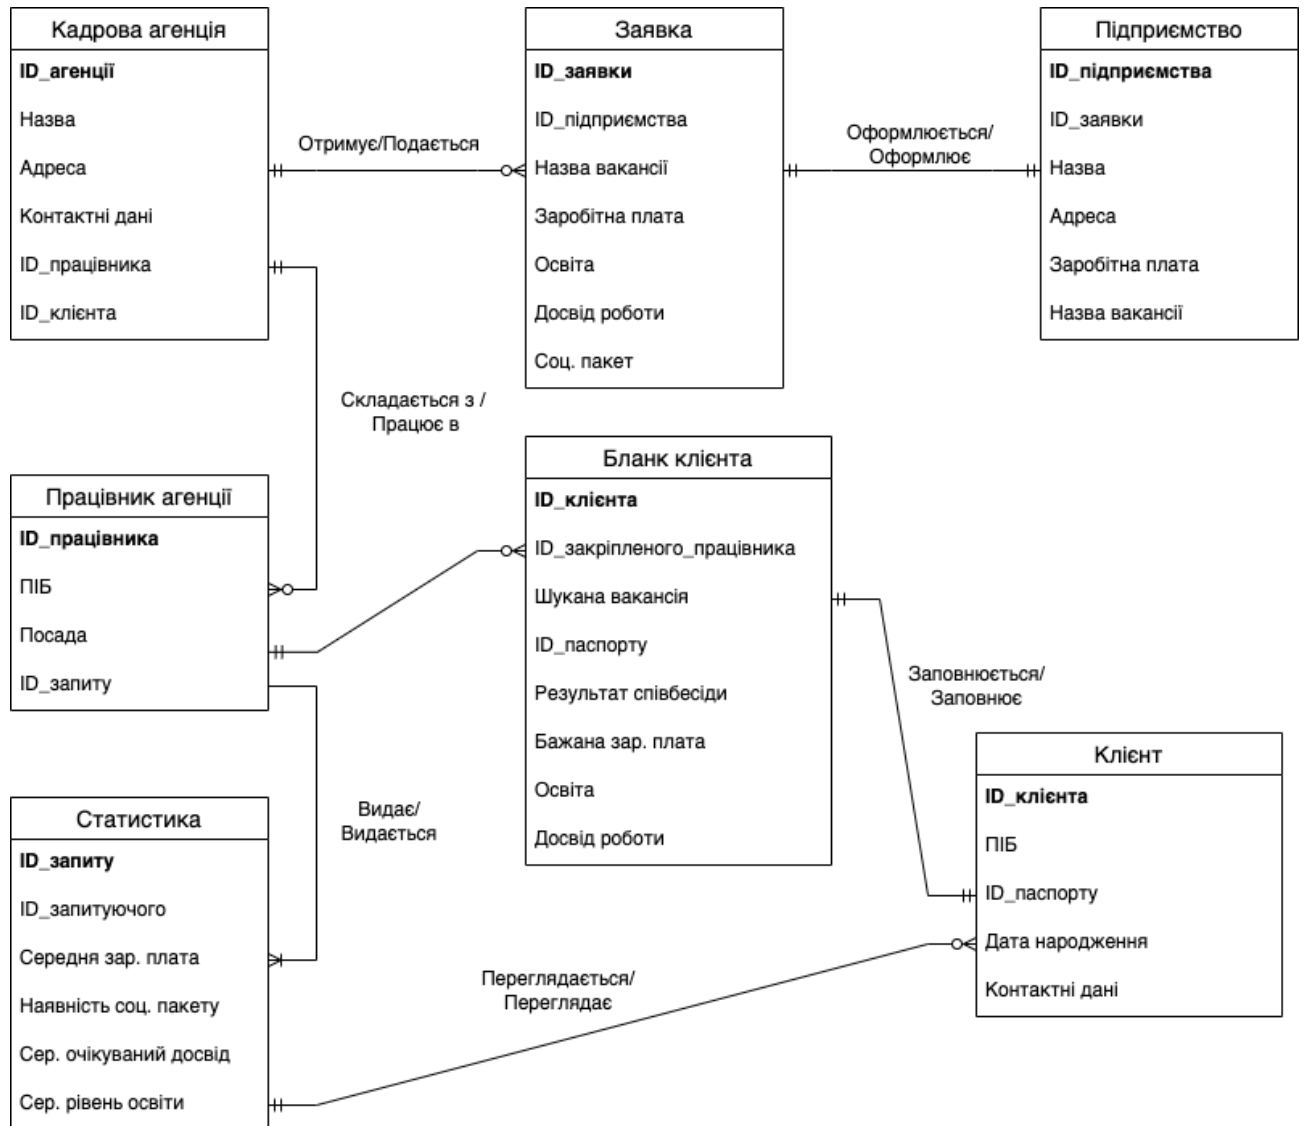 Кадрова агенція
ID_агенції
Назва
Адреса
Контактні дані
ID_працівника
ID_клієнта
Отримує/Подається
Заявка
ID_заявки
ID_підприємства
Назва вакансії
Заробітна плата
Освіта
Досвід роботи
Соц. пакет
Оформлюється/
Оформлює
Підприємство
ID_підприємства
ID_заявки
Назва
Адреса
Заробітна плата
Назва вакансії
Складається з /
Працює в
Працівник агенції
ID_працівника
ПІБ
Посада
ID_запиту
Бланк клієнта
ID_клієнта
ID_закріпленого_працівника
Шукана вакансія
ID_паспорту
Результат співбесіди
Бажана зар. плата
Освіта
Досвід роботи
Заповнюється/
Заповнює
Клієнт
ID_клієнта
ПІБ
ID_паспорту
Дата народження
Контактні дані
Видає/
Видається
Статистика
ID_запиту
ID_запитуючого
Середня зар. плата
Наявність соц. пакету
Сер. очікуваний досвід
Сер. рівень освіти
Переглядається/
Переглядає